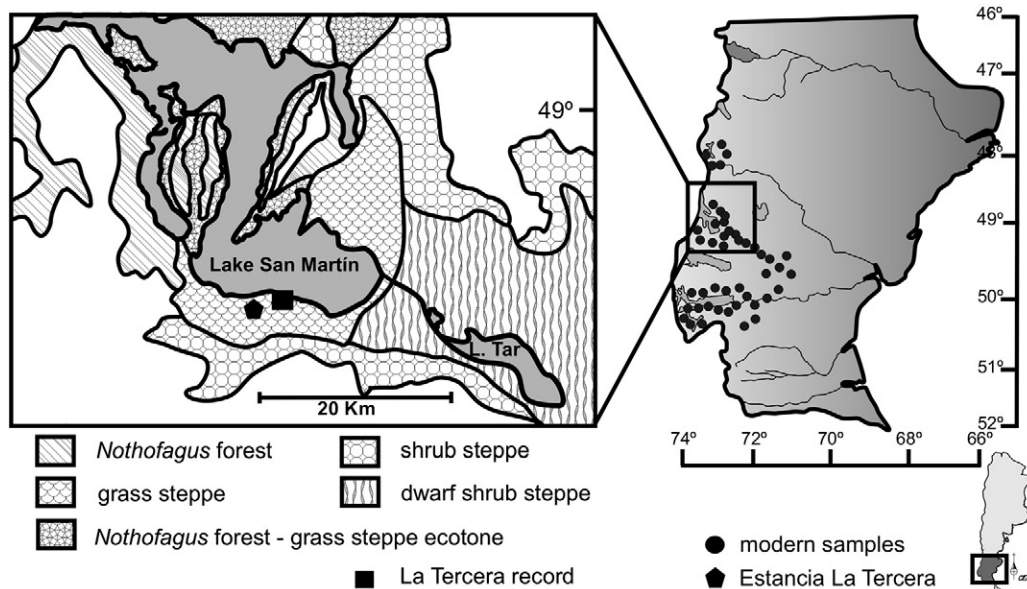 49º
Lake San Martín
L. Tar
20 Km
46º
47º
48º
49º
50º
51º
52º
74º 72º 70º 68º 66º
Nothofagus forest
shrub steppe
grass steppe
dwarf shrub steppe
Nothofagus forest - grass steppe ecotone
La Tercera record
modern samples
Estancia La Tercera